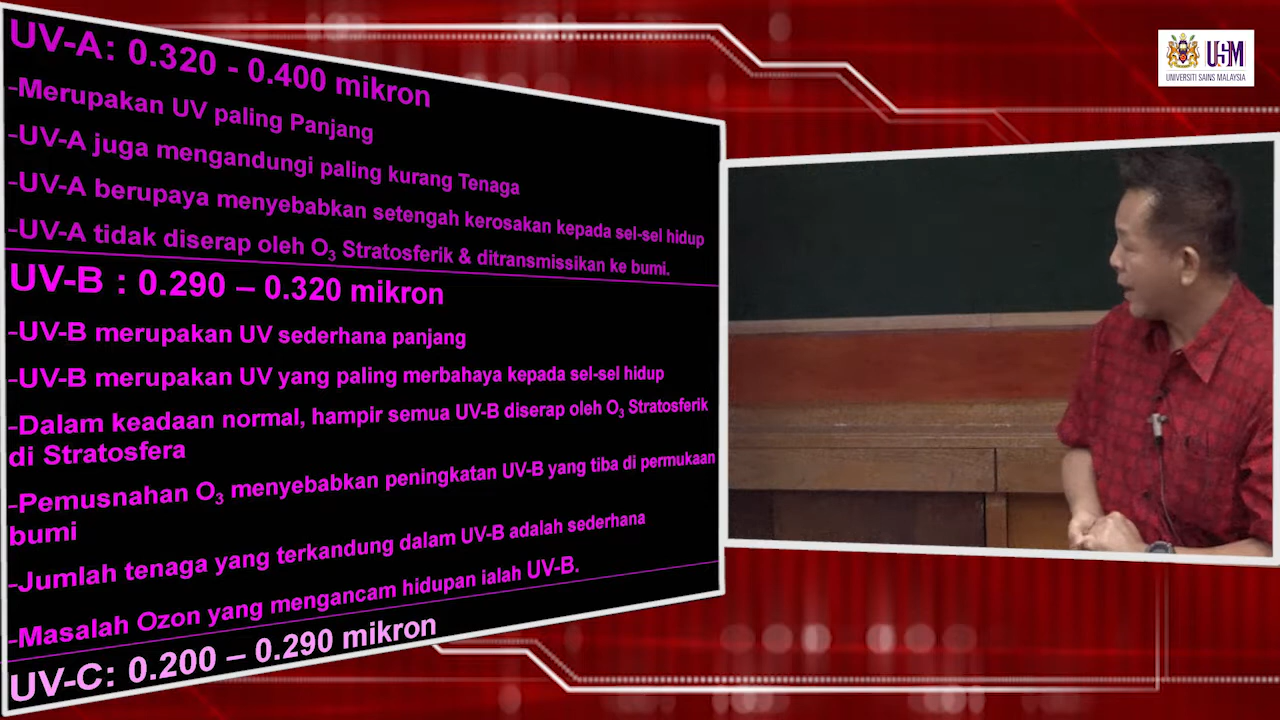 UV-A: 0.320 - 0.400 mikron
-Merupakan UV paling Panjang
-UV-A juga mengandungi paling kurang Tenaga
-UV-A berupaya menyebabkan setengah kerosakan kepada sel-sel hidup
-UV-A tidak diserap oleh O3 Stratosferik & ditransmissikan ke bumi.
UV-B : 0.290 – 0.320 mikron
-UV-B merupakan UV sederhana panjang
-UV-B merupakan UV yang paling merbahaya kepada sel-sel hidup
-Dalam keadaan normal, hampir semua UV-B diserap oleh O3 Stratosferik
di Stratosfera
-Pemusnahan O3 menyebabkan peningkatan UV-B yang tiba di permukaan
bumi
-Jumlah tenaga yang terkandung dalam UV-B adalah sederhana
-Masalah Ozon yang mengancam hidupan ialah UV-B.
UV-C: 0.200 – 0.290 mikron
USM
UNIVERSITI SAINS MALAYSIA